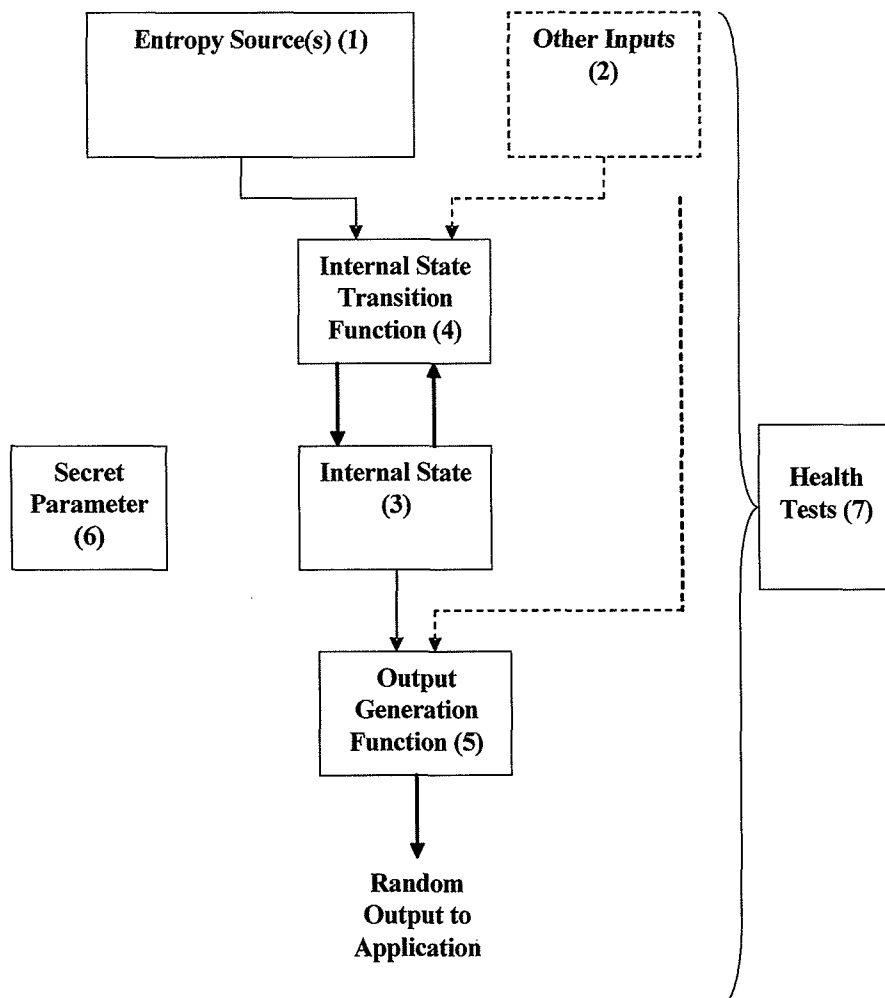 Entropy Source(s) (1)
Other Inputs
(2)
Internal State
Transition
Function (4)
Secret
Parameter
(6)
Internal State
(3)
Health
Tests (7)
Output
Generation
Function (5)
Random
Output to
Application